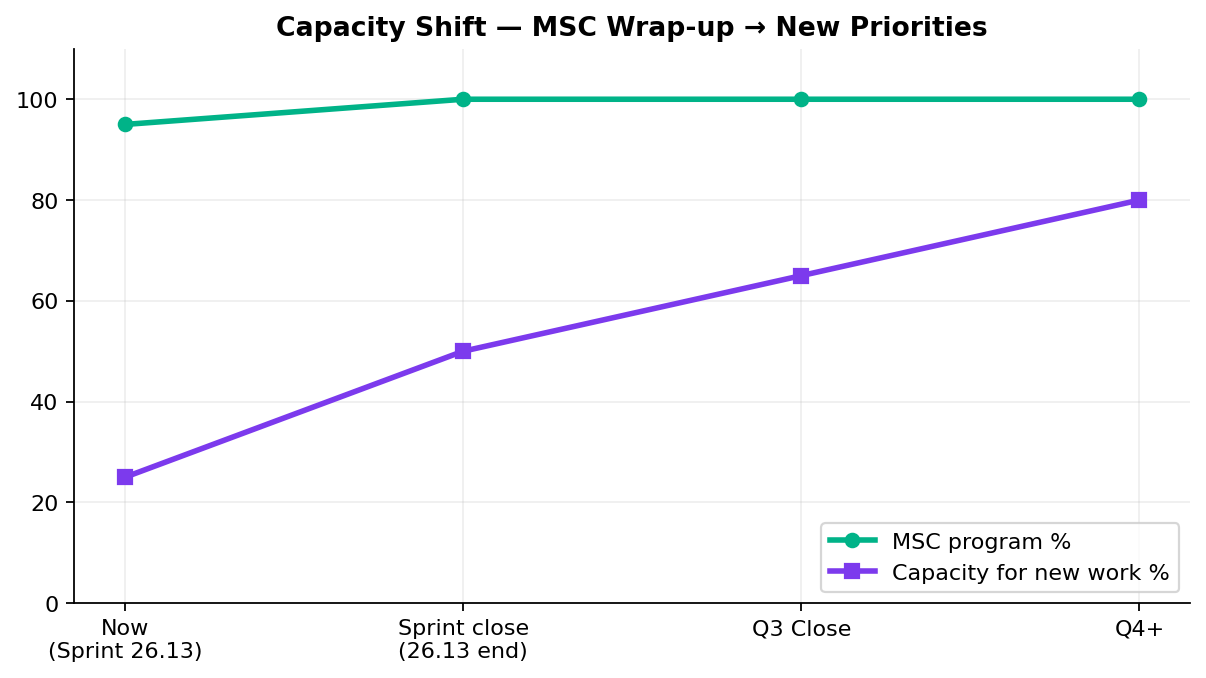 Capacity Shift — MSC Wrap-up → New Priorities
100
80
60
40
20
0
MSC program %
Capacity for new work %
Now
(Sprint 26.13)
Sprint close
(26.13 end)
Q3 Close
Q4+